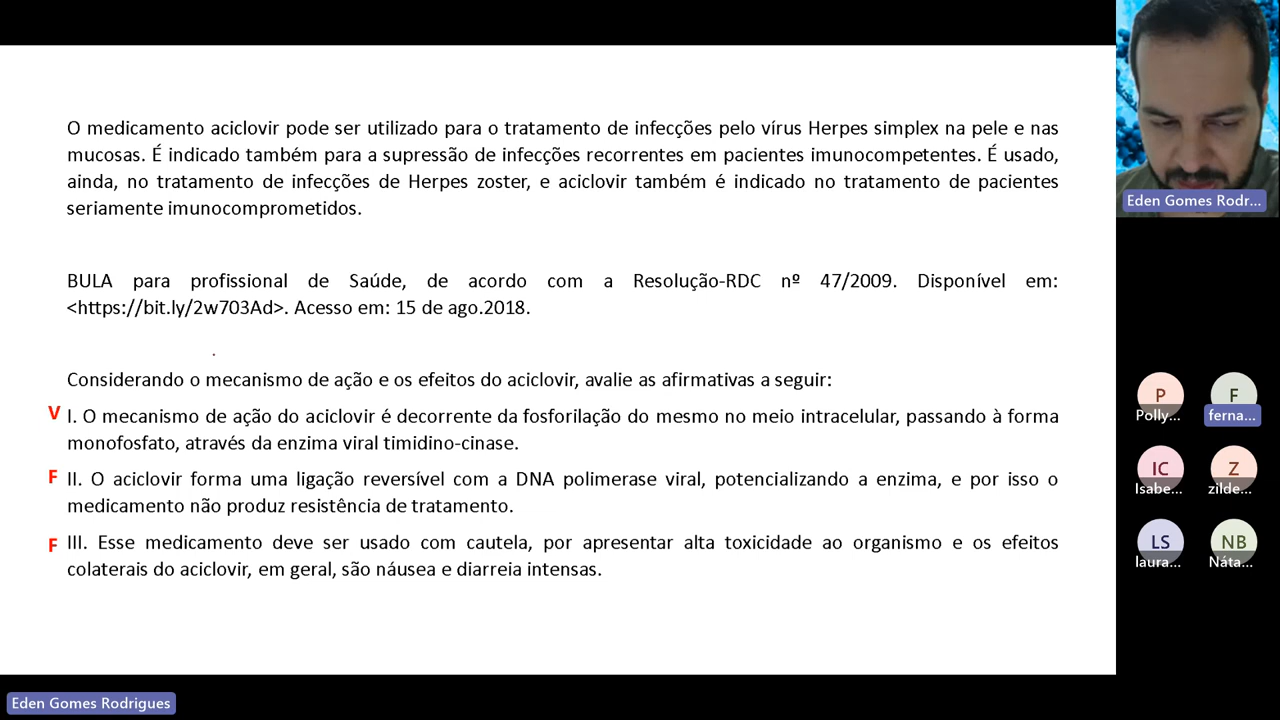 O medicamento aciclovir pode ser utilizado para o tratamento de infecções pelo vírus Herpes simplex na pele e nas
mucosas. É indicado também para a supressão de infecções recorrentes em pacientes imunocompetentes. É usado,
ainda, no tratamento de infecções de Herpes zoster, e aciclovir também é indicado no tratamento de pacientes
seriamente imunocomprometidos.
BULA para profissional de Saúde, de acordo com a Resolução-RDC nº 47/2009. Disponível em:
<https://bit.ly/2w703Ad>. Acesso em: 15 de ago.2018.
.
Considerando o mecanismo de ação e os efeitos do aciclovir, avalie as afirmativas a seguir:
V I. O mecanismo de ação do aciclovir é decorrente da fosforilação do mesmo no meio intracelular, passando à forma
monofosfato, através da enzima viral timidino-cinase.
F II. O aciclovir forma uma ligação reversível com a DNA polimerase viral, potencializando a enzima, e por isso o
medicamento não produz resistência de tratamento.
F III. Esse medicamento deve ser usado com cautela, por apresentar alta toxicidade ao organismo e os efeitos
colaterais do aciclovir, em geral, são náusea e diarreia intensas.
Eden Gomes Rodrigues
Eden Gomes Rodr...
P F
Polly... ferna...
IC Z
Isabe... zilde...
LS NB
laura... Náta...